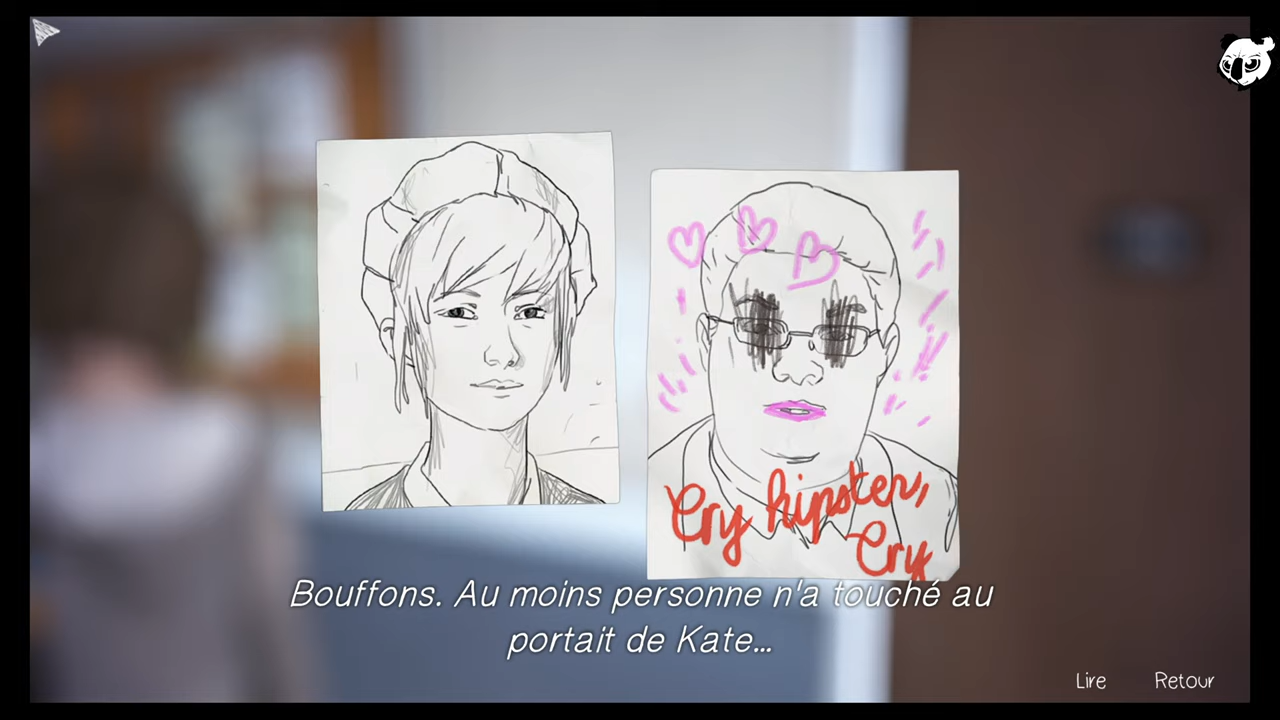 Cry hipster,
Cry
Bouffons. Au moins personne n'a touché au
portait de Kate...
Lire Retour